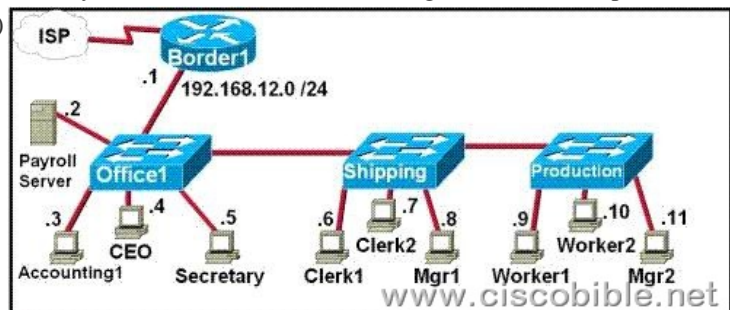 )
ISP
Border1
.1
192.168.12.0 /24
.2
Payroll
Server
Office1
Shipping
Production
.3
.4
.5
.6
.7
.8
.9
.10
.11
Accounting1
CEO
Secretary
Clerk1
Clerk2
Mgr1
Worker1
Worker2
Mgr2
www.ciscobible.net